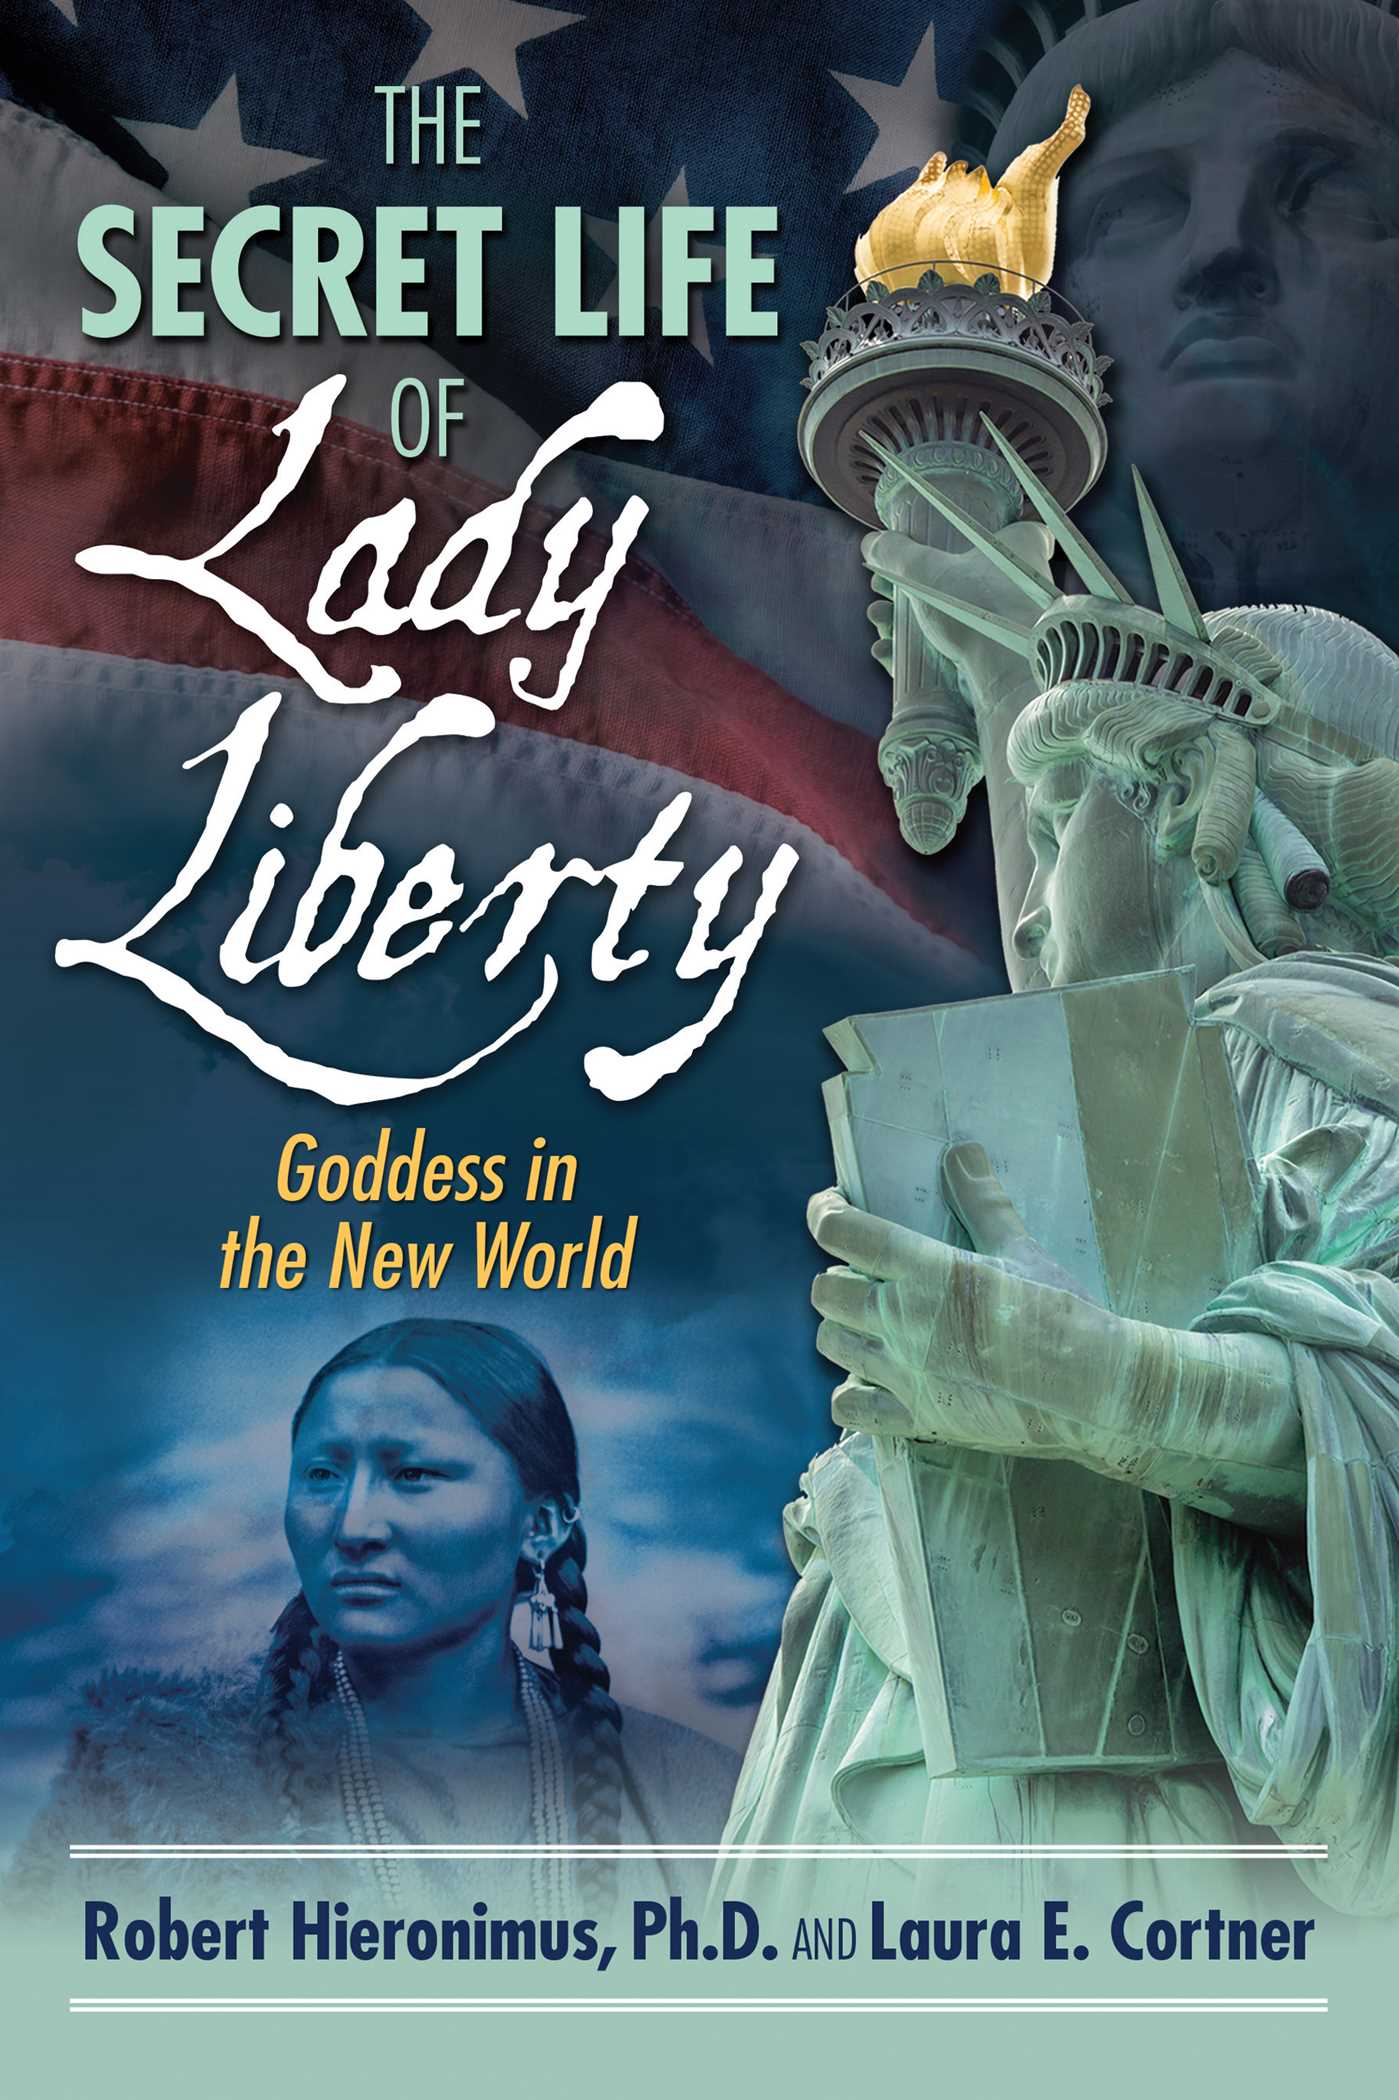 THE
SECRET LIFE
OF
Lady
Liberty
Goddess in
the New World
Robert Hieronimus, Ph.D. AND Laura E. Cortner